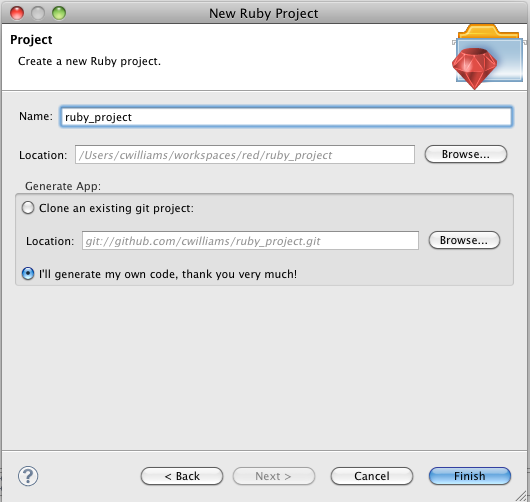 New Ruby Project
Project
Create a new Ruby project.
Name: ruby_project
Location: /Users/cwilliams/workspaces/red/ruby_project Browse...
Generate App:
Clone an existing git project:
Location: git://github.com/cwilliams/ruby_project.git Browse...
I'll generate my own code, thank you very much!
? < Back Next > Cancel Finish